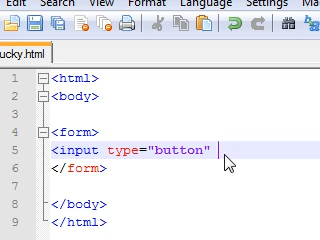 Edit Search View Format Language Settings Ma
ucky.html
1 <html>
2 <body>
3
4 <form>
5 <input type="button"
6 </form>
7
8 </body>
9 </html>